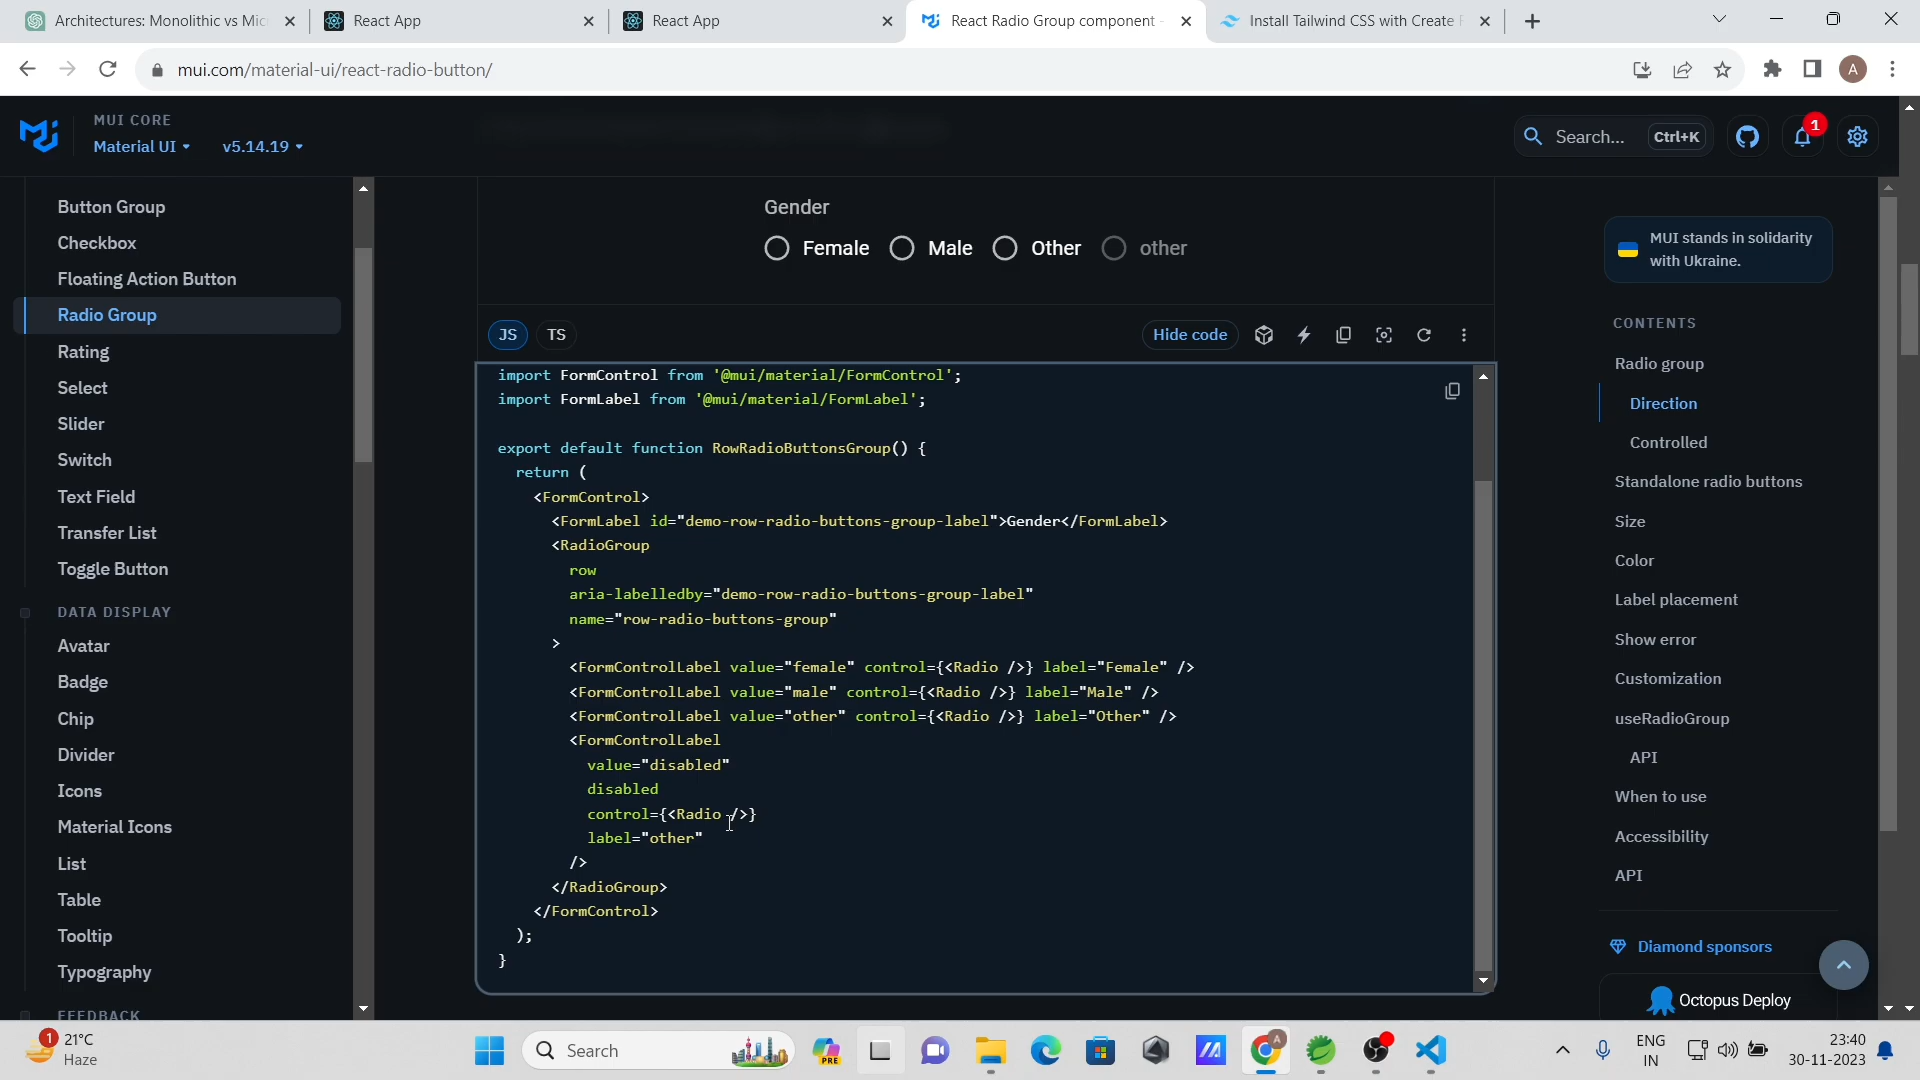 Architectures: Monolithic vs Mic
React App
React App
React Radio Group component -
Install Tailwind CSS with Create
mui.com/material-ui/react-radio-button/
A
MUI CORE
Material UI
v5.14.19
Search...
Ctrl+K
1
Button Group
Checkbox
Floating Action Button
Radio Group
Rating
Select
Slider
Switch
Text Field
Transfer List
Toggle Button
DATA DISPLAY
Avatar
Badge
Chip
Divider
Icons
Material Icons
List
Table
Tooltip
Typography
FEEDBACK
Gender
Female
Male
Other
other
JS
TS
Hide code
import FormControl from '@mui/material/FormControl';
import FormLabel from '@mui/material/FormLabel';
export default function RowRadioButtonsGroup() {
return (
<FormControl>
<FormLabel id="demo-row-radio-buttons-group-label">Gender</FormLabel>
<RadioGroup
row
aria-labelledby="demo-row-radio-buttons-group-label"
name="row-radio-buttons-group"
>
<FormControlLabel value="female" control={<Radio />} label="Female" />
<FormControlLabel value="male" control={<Radio />} label="Male" />
<FormControlLabel value="other" control={<Radio />} label="Other" />
<FormControlLabel
value="disabled"
disabled
control={<Radio />}
label="other"
/>
</RadioGroup>
</FormControl>
);
}
MUI stands in solidarity
with Ukraine.
CONTENTS
Radio group
Direction
Controlled
Standalone radio buttons
Size
Color
Label placement
Show error
Customization
useRadioGroup
API
When to use
Accessibility
API
Diamond sponsors
Octopus Deploy
1
21°C
Haze
Search
PRE
A
ENG
IN
23:40
30-11-2023